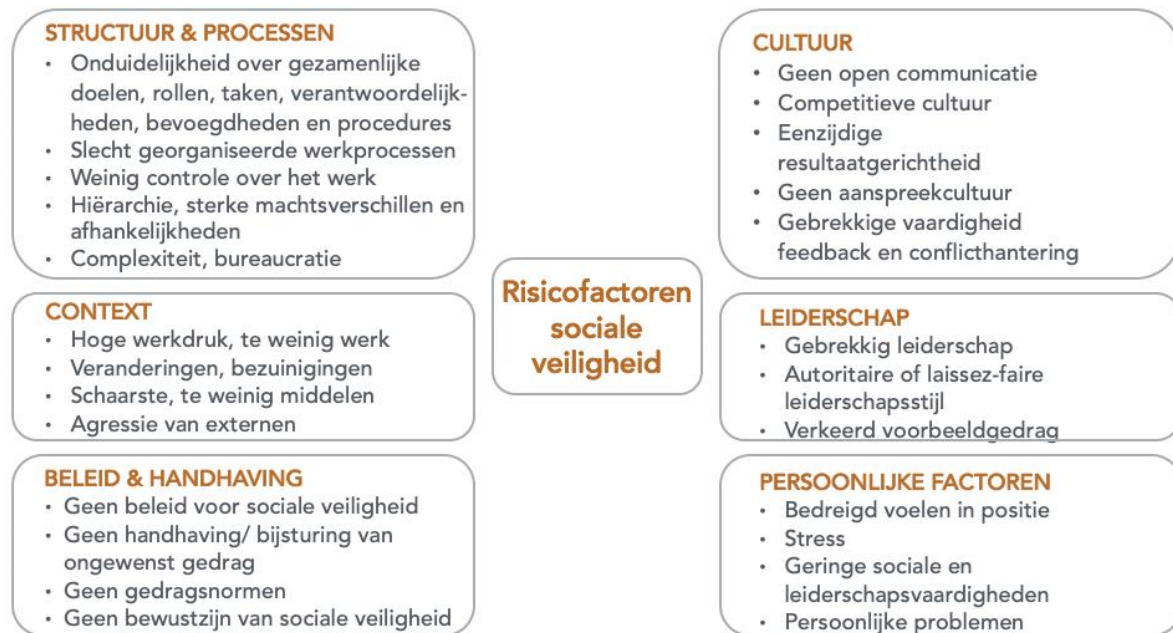 STRUCTUUR & PROCESSEN
• Onduidelijkheid over gezamenlijke
doelen, rollen, taken, verantwoordelijk-
heden, bevoegdheden en procedures
• Slecht georganiseerde werkprocessen
• Weinig controle over het werk
• Hiërarchie, sterke machtsverschillen en
afhankelijkheden
• Complexiteit, bureaucratie
CONTEXT
• Hoge werkdruk, te weinig werk
• Veranderingen, bezuinigingen
• Schaarste, te weinig middelen
• Agressie van externen
BELEID & HANDHAVING
• Geen beleid voor sociale veiligheid
• Geen handhaving/ bijsturing van
ongewenst gedrag
• Geen gedragsnormen
• Geen bewustzijn van sociale veiligheid
Risicofactoren
sociale
veiligheid
CULTUUR
• Geen open communicatie
• Competitieve cultuur
• Eenzijdige
resultaatgerichtheid
• Geen aanspreekcultuur
• Gebrekkige vaardigheid
feedback en conflicthantering
LEIDERSCHAP
• Gebrekkig leiderschap
• Autoritaire of laissez-faire
leiderschapsstijl
• Verkeerd voorbeeldgedrag
PERSOONLIJKE FACTOREN
• Bedreigd voelen in positie
• Stress
• Geringe sociale en
leiderschapsvaardigheden
• Persoonlijke problemen